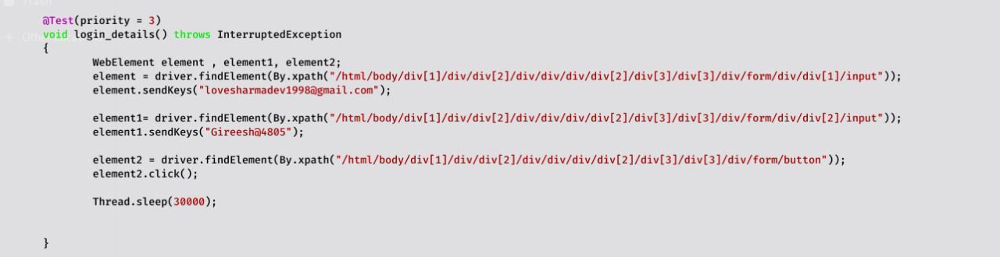 Trash
@Test(priority = 3)
void login_details() throws InterruptedException
{
WebElement element , element1, element2;
element = driver.findElement(By.xpath("/html/body/div[1]/div/div[2]/div/div/div/div[2]/div[3]/div[3]/div/form/div/div[1]/input"));
element.sendKeys("lovesharmadev1998@gmail.com");
element1= driver.findElement(By.xpath("/html/body/div[1]/div/div[2]/div/div/div/div[2]/div[3]/div[3]/div/form/div/div[2]/input"));
element1.sendKeys("Gireesh@4805");
element2 = driver.findElement(By.xpath("/html/body/div[1]/div/div[2]/div/div/div/div[2]/div[3]/div[3]/div/form/button"));
element2.click();
Thread.sleep(30000);
}